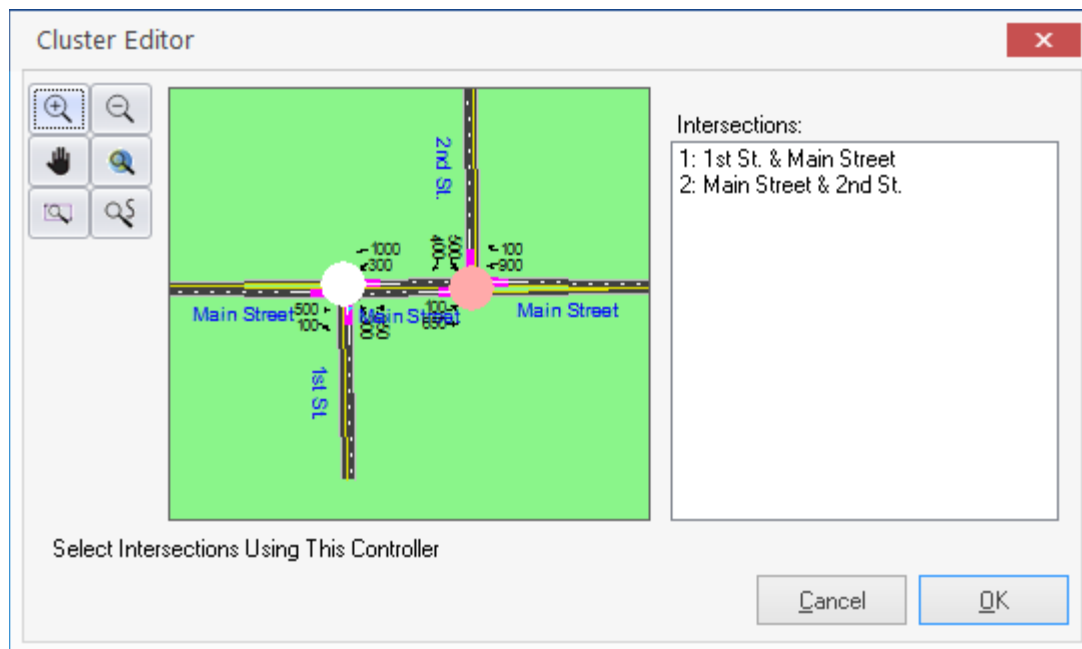 Cluster Editor
Intersections:
1: 1st St. & Main Street
2: Main Street & 2nd St.
2nd St.
1000
300
100
900
Main Street
500
100
Main Street
100
Main Street
1st St.
Select Intersections Using This Controller
Cancel
OK